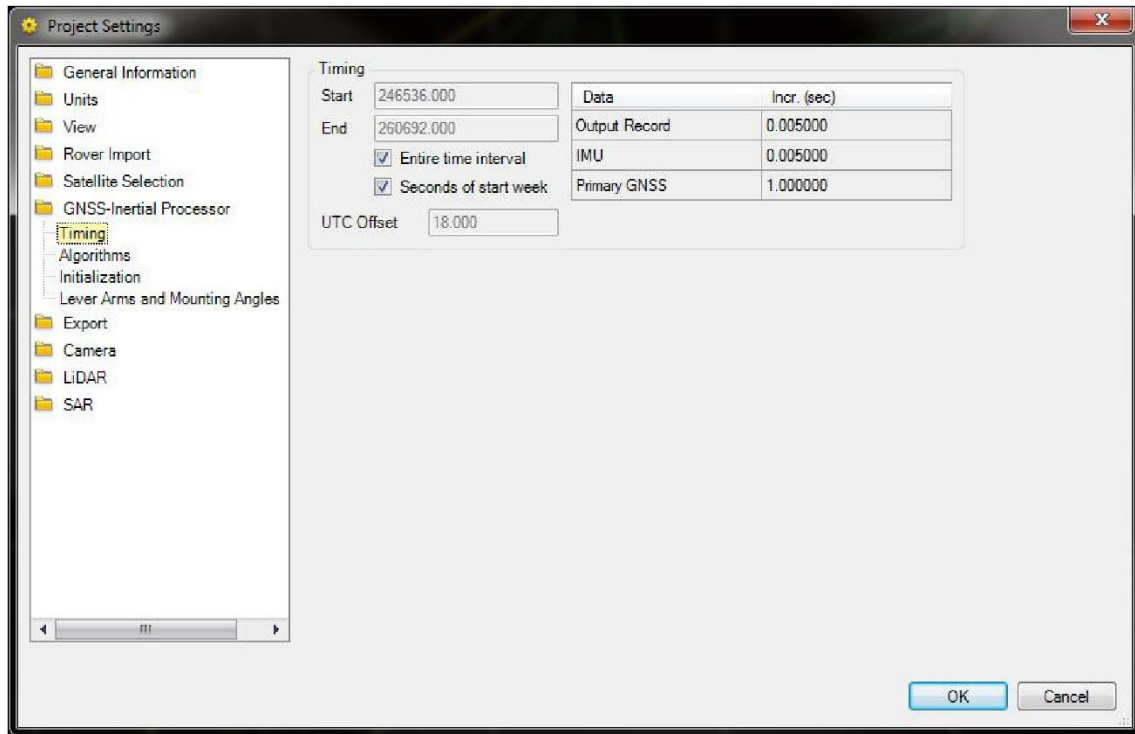 Project Settings
General Information
Units
View
Rover Import
Satellite Selection
GNSS-Inertial Processor
Timing
Algorithms
Initialization
Lever Arms and Mounting Angles
Export
Camera
LiDAR
SAR
Timing
Start 246536.000
End 260692.000
Entire time interval
Seconds of start week
UTC Offset 18.000
Data Incr. (sec)
Output Record 0.005000
IMU 0.005000
Primary GNSS 1.000000
OK Cancel